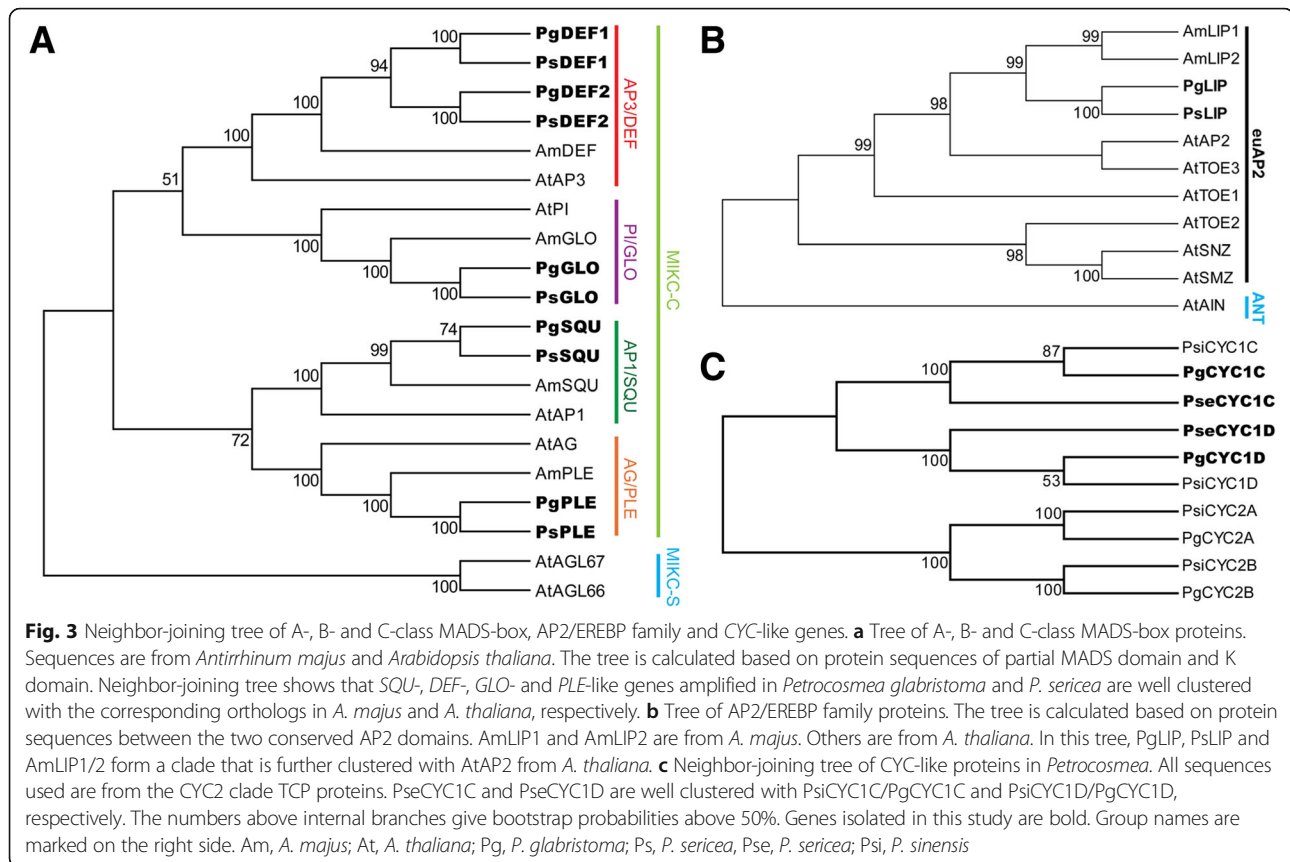 A
PgDEF1
100
PsDEF1
94
PgDEF2
100
100
PsDEF2
100
AmDEF
AtAP3
AP3/DEF
51
AtPI
AmGLO
100
PgGLO
100
100
PsGLO
PI/GLO
MIKC-C
PgSQU
74
99
PsSQU
100
AmSQU
AtAP1
AP1/SQU
72
AtAG
AmPLE
100
PgPLE
100
100
PsPLE
AG/PLE
AtAGL67
100
AtAGL66
MIKC-S
B
AmLIP1
99
99
AmLIP2
PgLIP
98
100
PsLIP
99
AtAP2
AtTOE3
AtTOE1
AtTOE2
98
AtSNZ
100
AtSMZ
euAP2
AtAIN
ANT
C
PsiCYC1C
87
100
PgCYC1C
PseCYC1C
PseCYC1D
100
PgCYC1D
53
PsiCYC1D
PsiCYC2A
100
PgCYC2A
100
PsiCYC2B
100
PgCYC2B
Fig. 3 Neighbor-joining tree of A-, B- and C-class MADS-box, AP2/EREBP family and CYC-like genes. a Tree of A-, B- and C-class MADS-box proteins.
Sequences are from Antirrhinum majus and Arabidopsis thaliana. The tree is calculated based on protein sequences of partial MADS domain and K
domain. Neighbor-joining tree shows that SQU-, DEF-, GLO- and PLE-like genes amplified in Petrocosmea glabristoma and P. sericea are well clustered
with the corresponding orthologs in A. majus and A. thaliana, respectively. b Tree of AP2/EREBP family proteins. The tree is calculated based on protein
sequences between the two conserved AP2 domains. AmLIP1 and AmLIP2 are from A. majus. Others are from A. thaliana. In this tree, PgLIP, PsLIP and
AmLIP1/2 form a clade that is further clustered with AtAP2 from A. thaliana. c Neighbor-joining tree of CYC-like proteins in Petrocosmea. All sequences
used are from the CYC2 clade TCP proteins. PseCYC1C and PseCYC1D are well clustered with PsiCYC1C/PgCYC1C and PsiCYC1D/PgCYC1D,
respectively. The numbers above internal branches give bootstrap probabilities above 50%. Genes isolated in this study are bold. Group names are
marked on the right side. Am, A. majus; At, A. thaliana; Pg, P. glabristoma; Ps, P. sericea, Pse, P. sericea; Psi, P. sinensis